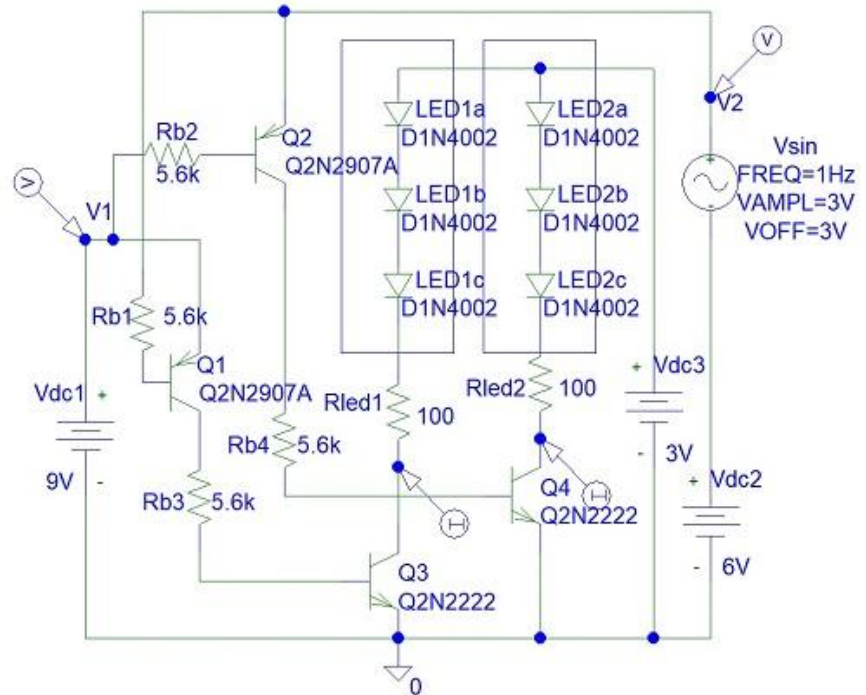 V
V2
LED1a
D1N4002
LED2a
D1N4002
Q2
Q2N2907A
Rb2
5.6k
Vsin
FREQ=1Hz
VAMPL=3V
VOFF=3V
+
-
V
V1
LED1b
D1N4002
LED2b
D1N4002
LED1c
D1N4002
LED2c
D1N4002
Rb1
5.6k
Q1
Q2N2907A
Vdc1
+
9V
-
Rled1
100
Rled2
100
+
Vdc3
-
3V
Rb4
5.6k
Rb3
5.6k
I
I
Q4
Q2N2222
+
Vdc2
-
6V
Q3
Q2N2222
0